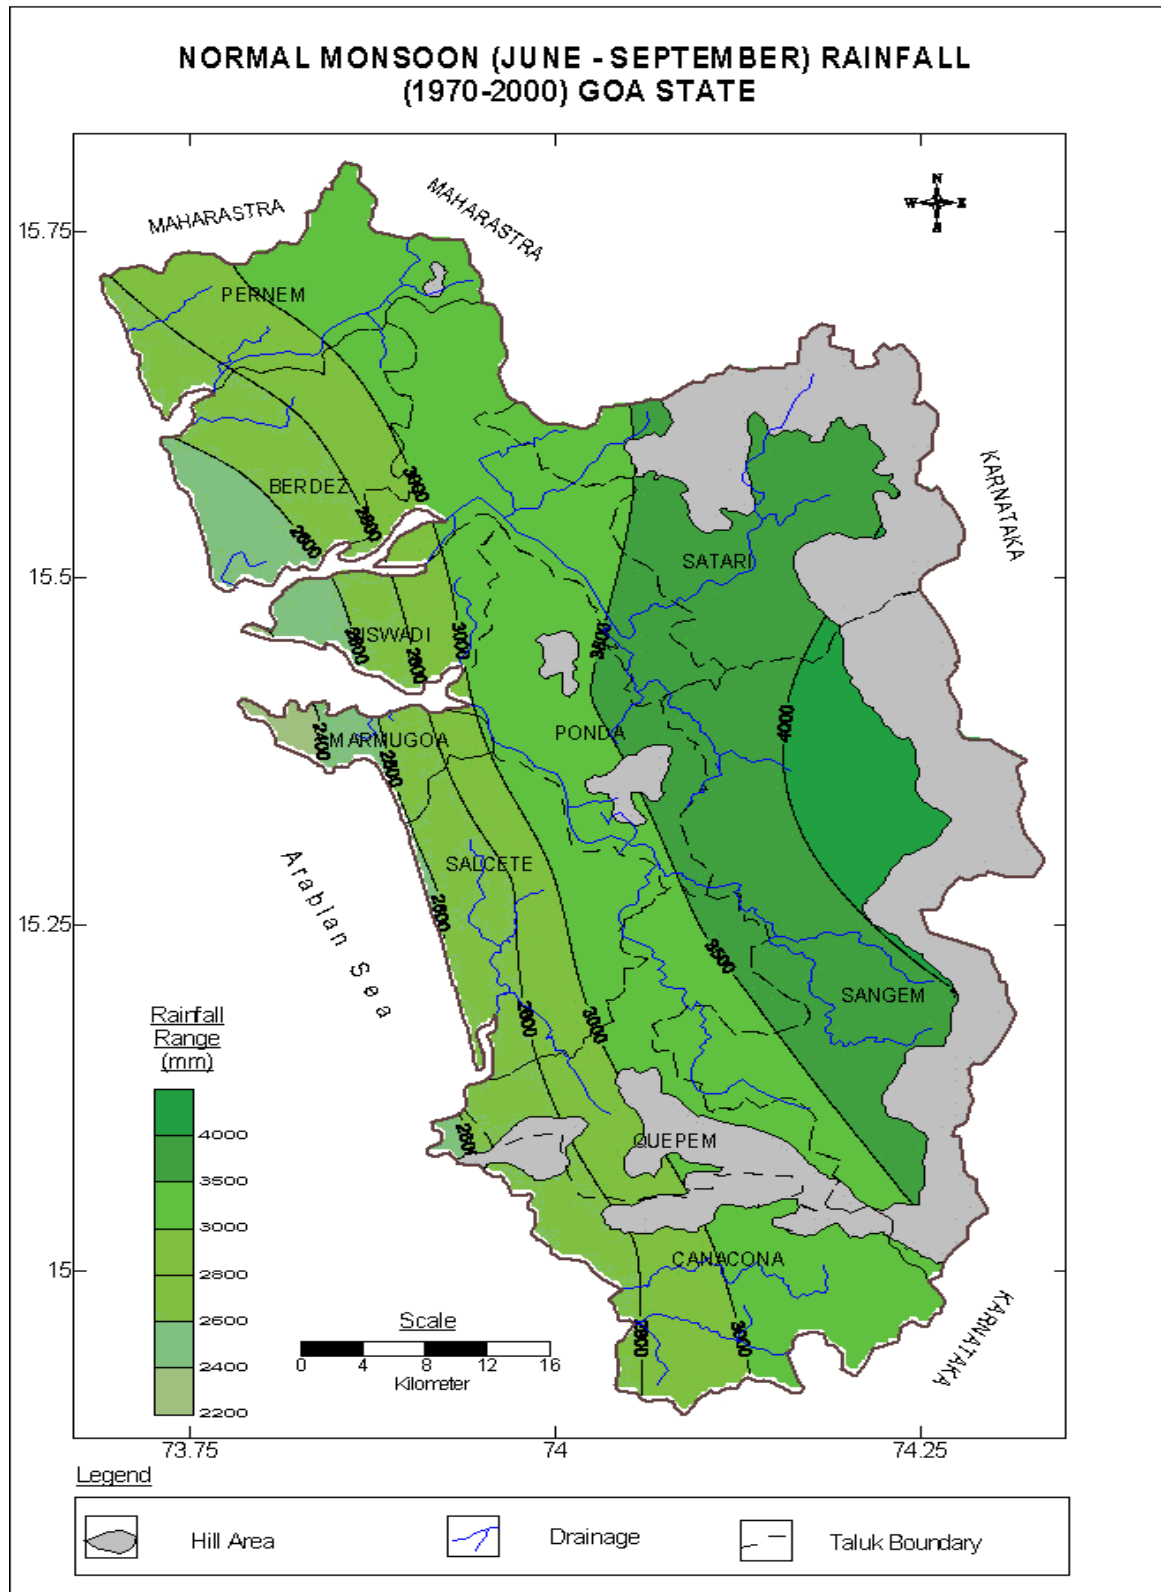 NORMAL MONSOON (JUNE - SEPTEMBER) RAINFALL
(1970-2000) GOA STATE
N
W
E
S
MAHARASTRA
MAHARASTRA
15.75
PERNEM
KARNATAKA
BERDEZ
3000
2800
2600
SATARI
15.5
TISWADI
2600
2800
3000
3500
4000
PONDA
MARMUGOA
2400
2600
SALCETE
Arabian Sea
2600
15.25
3500
SANGEM
2800
3000
Rainfall
Range
(mm)
4000
3500
3000
2800
2600
2400
2200
260
QUEPEM
CANACONA
15
2800
3000
KARNATAKA
Scale
0 4 8 12 16
Kilometer
73.75 74 74.25
Legend
Hill Area
Drainage
Taluk Boundary